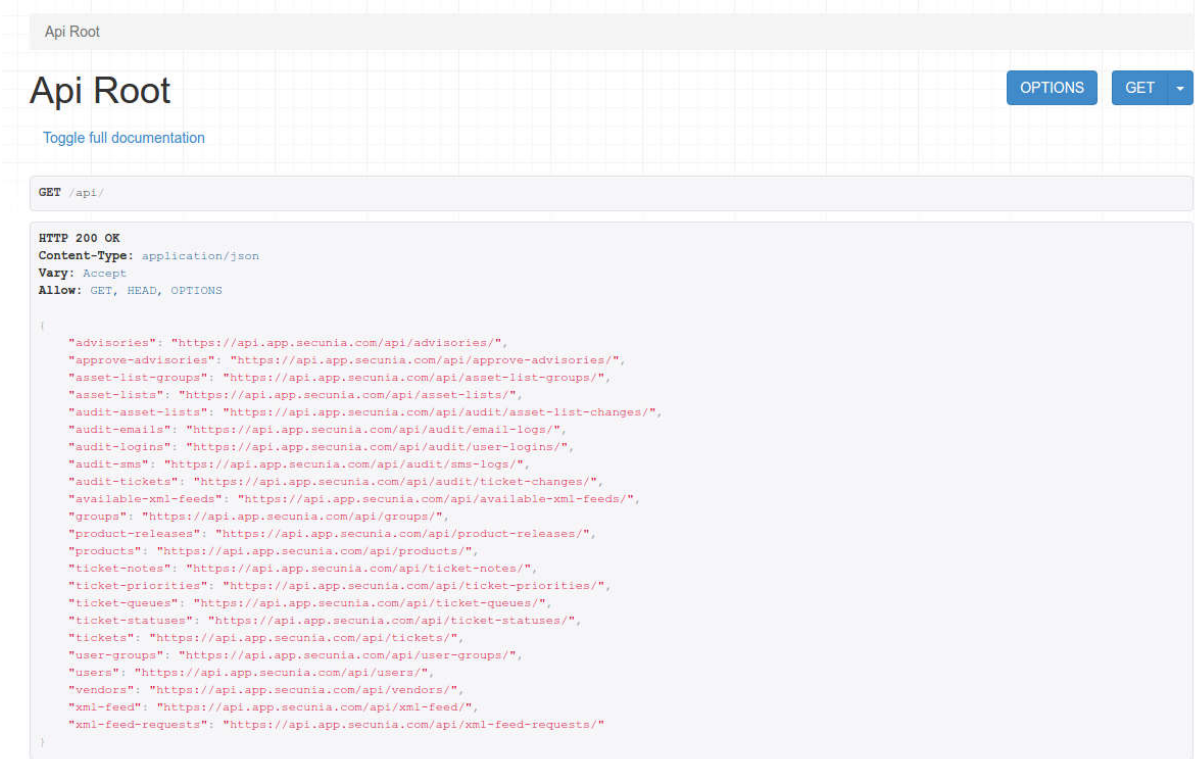 Api Root
Api Root
OPTIONS
GET
Toggle full documentation
GET /api/
HTTP 200 OK
Content-Type: application/json
Vary: Accept
Allow: GET, HEAD, OPTIONS
{
    "advisories": "https://api.app.secunia.com/api/advisories/",
    "approve-advisories": "https://api.app.secunia.com/api/approve-advisories/",
    "asset-list-groups": "https://api.app.secunia.com/api/asset-list-groups/",
    "asset-lists": "https://api.app.secunia.com/api/asset-lists/",
    "audit-asset-lists": "https://api.app.secunia.com/api/audit/asset-list-changes/",
    "audit-emails": "https://api.app.secunia.com/api/audit/email-logs/",
    "audit-logins": "https://api.app.secunia.com/api/audit/user-logins/",
    "audit-sms": "https://api.app.secunia.com/api/audit/sms-logs/",
    "audit-tickets": "https://api.app.secunia.com/api/audit/ticket-changes/",
    "available-xml-feeds": "https://api.app.secunia.com/api/available-xml-feeds/",
    "groups": "https://api.app.secunia.com/api/groups/",
    "product-releases": "https://api.app.secunia.com/api/product-releases/",
    "products": "https://api.app.secunia.com/api/products/",
    "ticket-notes": "https://api.app.secunia.com/api/ticket-notes/",
    "ticket-priorities": "https://api.app.secunia.com/api/ticket-priorities/",
    "ticket-queues": "https://api.app.secunia.com/api/ticket-queues/",
    "ticket-statuses": "https://api.app.secunia.com/api/ticket-statuses/",
    "tickets": "https://api.app.secunia.com/api/tickets/",
    "user-groups": "https://api.app.secunia.com/api/user-groups/",
    "users": "https://api.app.secunia.com/api/users/",
    "vendors": "https://api.app.secunia.com/api/vendors/",
    "xml-feed": "https://api.app.secunia.com/api/xml-feed/",
    "xml-feed-requests": "https://api.app.secunia.com/api/xml-feed-requests/"
}